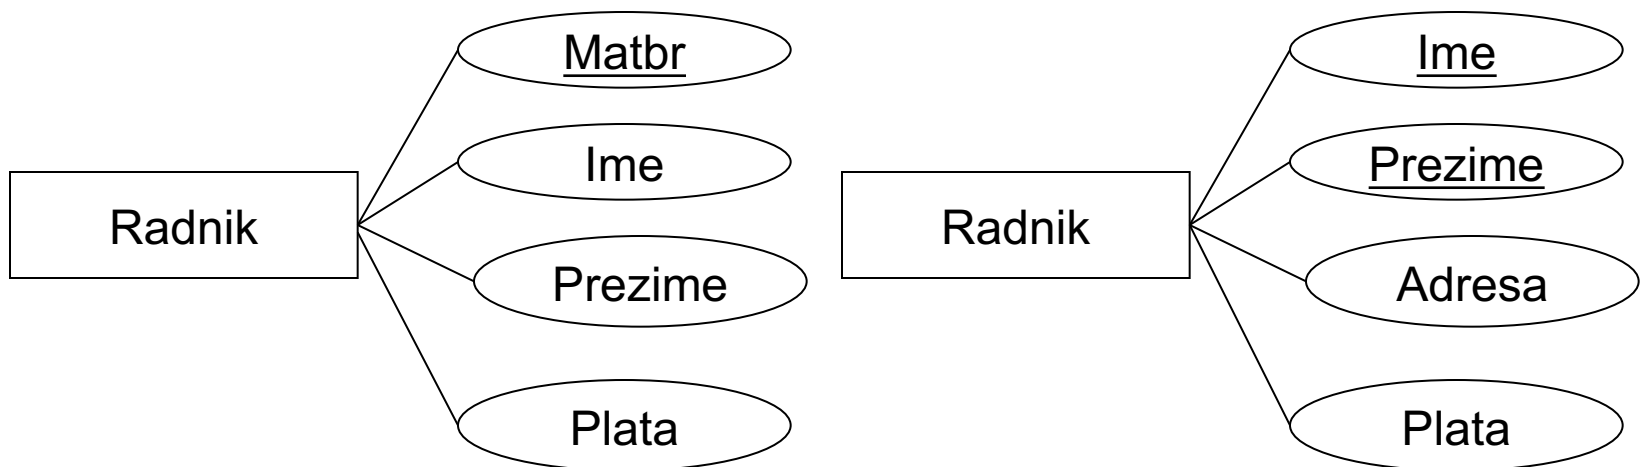 Radnik
Matbr
Ime
Prezime
Plata
Radnik
Ime
Prezime
Adresa
Plata